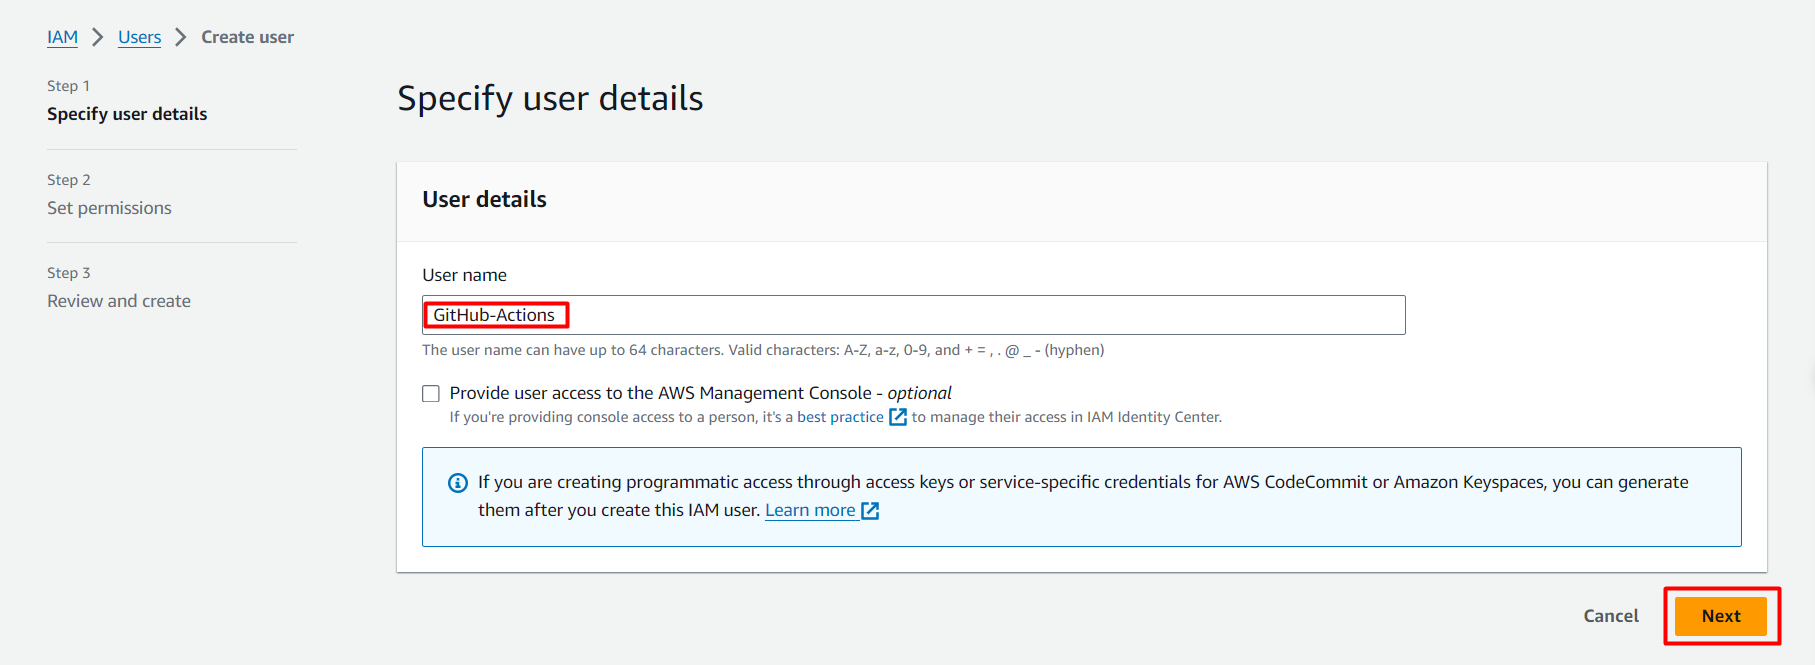 IAM > Users > Create user
Step 1
Specify user details
Step 2
Set permissions
Step 3
Review and create
Specify user details
User details
User name
GitHub-Actions
The user name can have up to 64 characters. Valid characters: A-Z, a-z, 0-9, and + = , . @ _ - (hyphen)
Provide user access to the AWS Management Console - optional
If you're providing console access to a person, it's a best practice to manage their access in IAM Identity Center.
If you are creating programmatic access through access keys or service-specific credentials for AWS CodeCommit or Amazon Keyspaces, you can generate
them after you create this IAM user. Learn more
Cancel Next